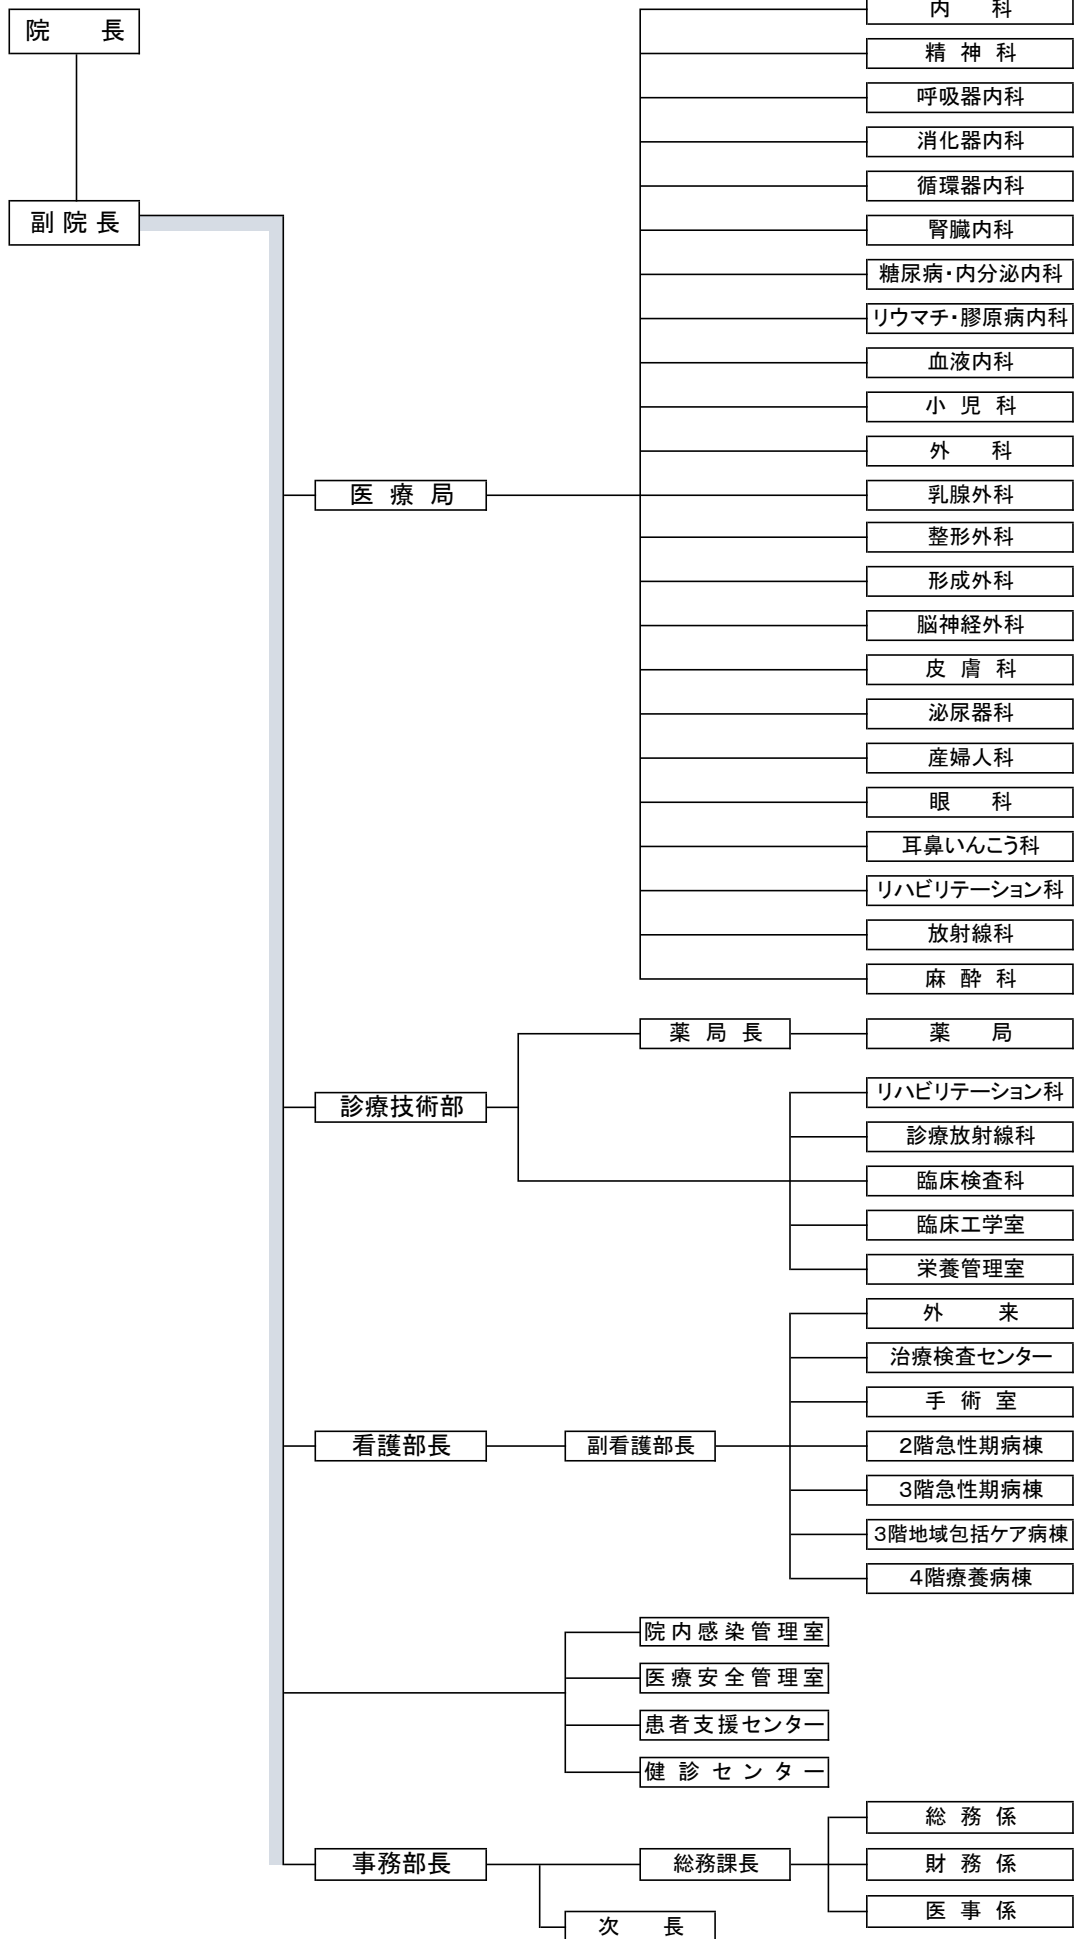 院　長
副院長
医療局
内　科
精神科
呼吸器内科
消化器内科
循環器内科
腎臓内科
糖尿病・内分泌内科
リウマチ・膠原病内科
血液内科
小児科
外　科
乳腺外科
整形外科
形成外科
脳神経外科
皮膚科
泌尿器科
産婦人科
眼　科
耳鼻いんこう科
リハビリテーション科
放射線科
麻酔科
診療技術部
薬局長
薬　局
リハビリテーション科
診療放射線科
臨床検査科
臨床工学室
栄養管理室
看護部長
副看護部長
外　来
治療検査センター
手術室
2階急性期病棟
3階急性期病棟
3階地域包括ケア病棟
4階療養病棟
院内感染管理室
医療安全管理室
患者支援センター
健診センター
事務部長
総務課長
総務係
財務係
医事係
次　長